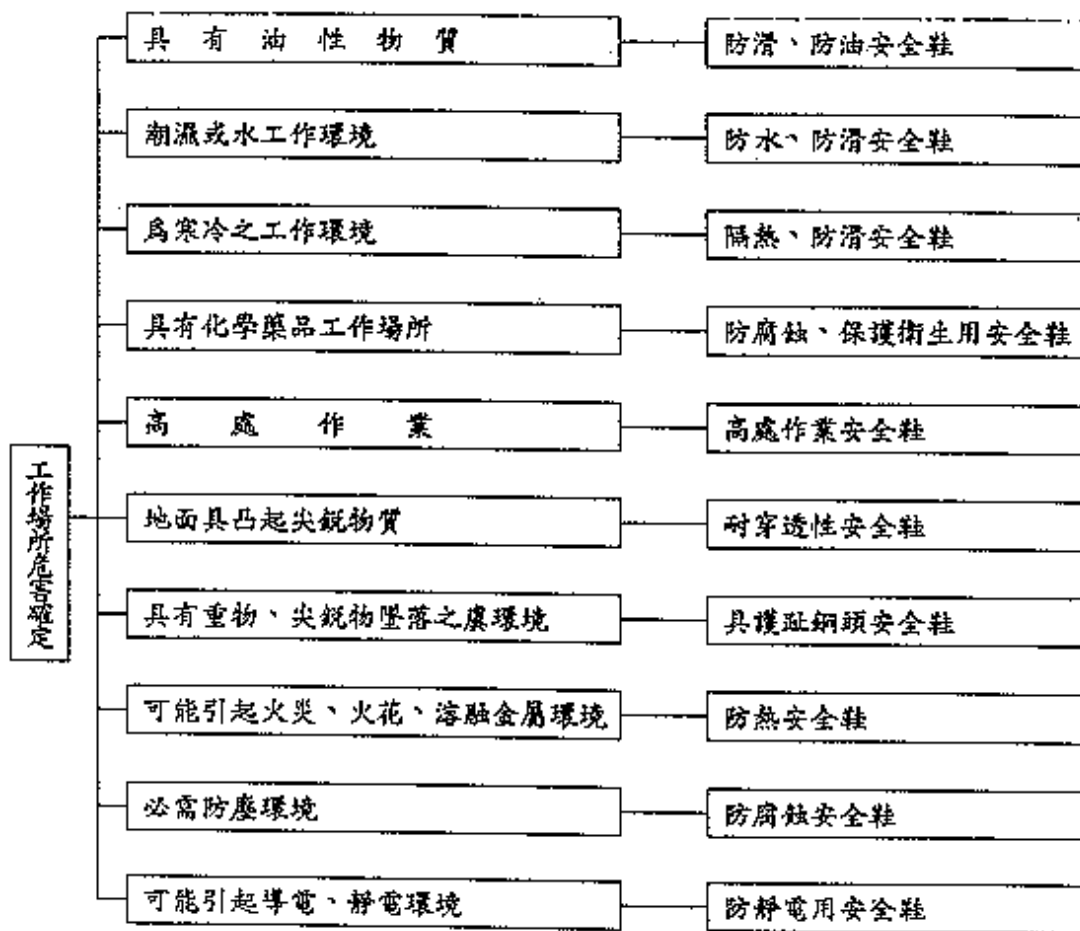 具有油性物質
防滑、防油安全鞋
潮濕或水工作環境
防水、防滑安全鞋
為寒冷之工作環境
隔熱、防滑安全鞋
具有化學藥品工作場所
防腐蝕、保護衛生用安全鞋
高處作業
高處作業安全鞋
工作場所危害確定
地面具凸起尖銳物質
耐穿透性安全鞋
具有重物、尖銳物墜落之虞環境
具護趾鋼頭安全鞋
可能引起火災、火花、溶融金屬環境
防熱安全鞋
必需防塵環境
防腐蝕安全鞋
可能引起導電、靜電環境
防靜電用安全鞋